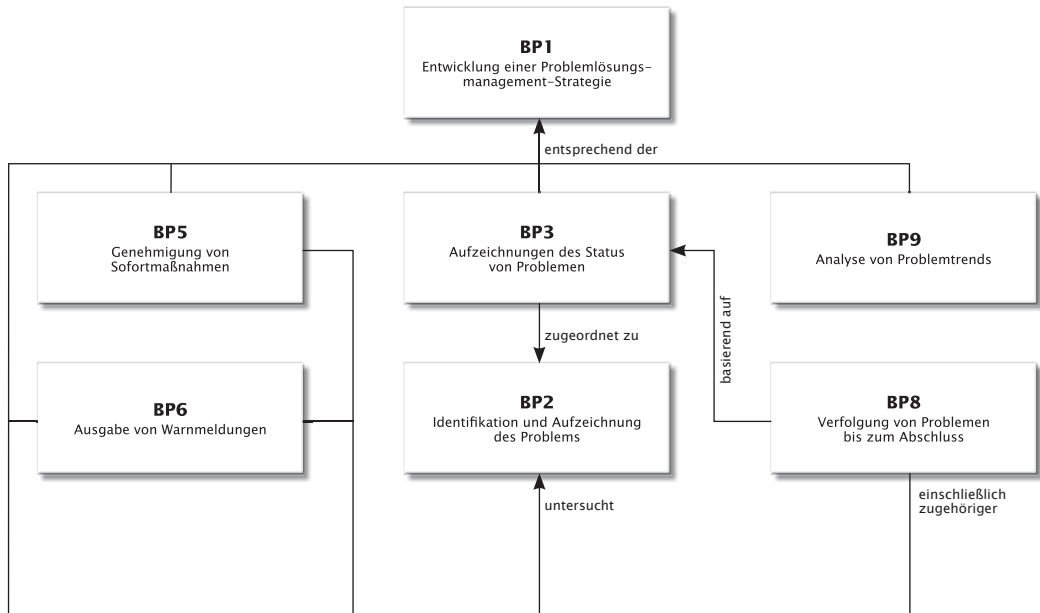 BP1
Entwicklung einer Problemlösungs-
management-Strategie
entsprechend der
BP5
Genehmigung von
Sofortmaßnahmen
BP3
Aufzeichnungen des Status
von Problemen
BP9
Analyse von Problemtrends
zugeordnet zu
basierend auf
BP6
Ausgabe von Warnmeldungen
BP2
Identifikation und Aufzeichnung
des Problems
BP8
Verfolgung von Problemen
bis zum Abschluss
untersucht
einschließlich
zugehöriger